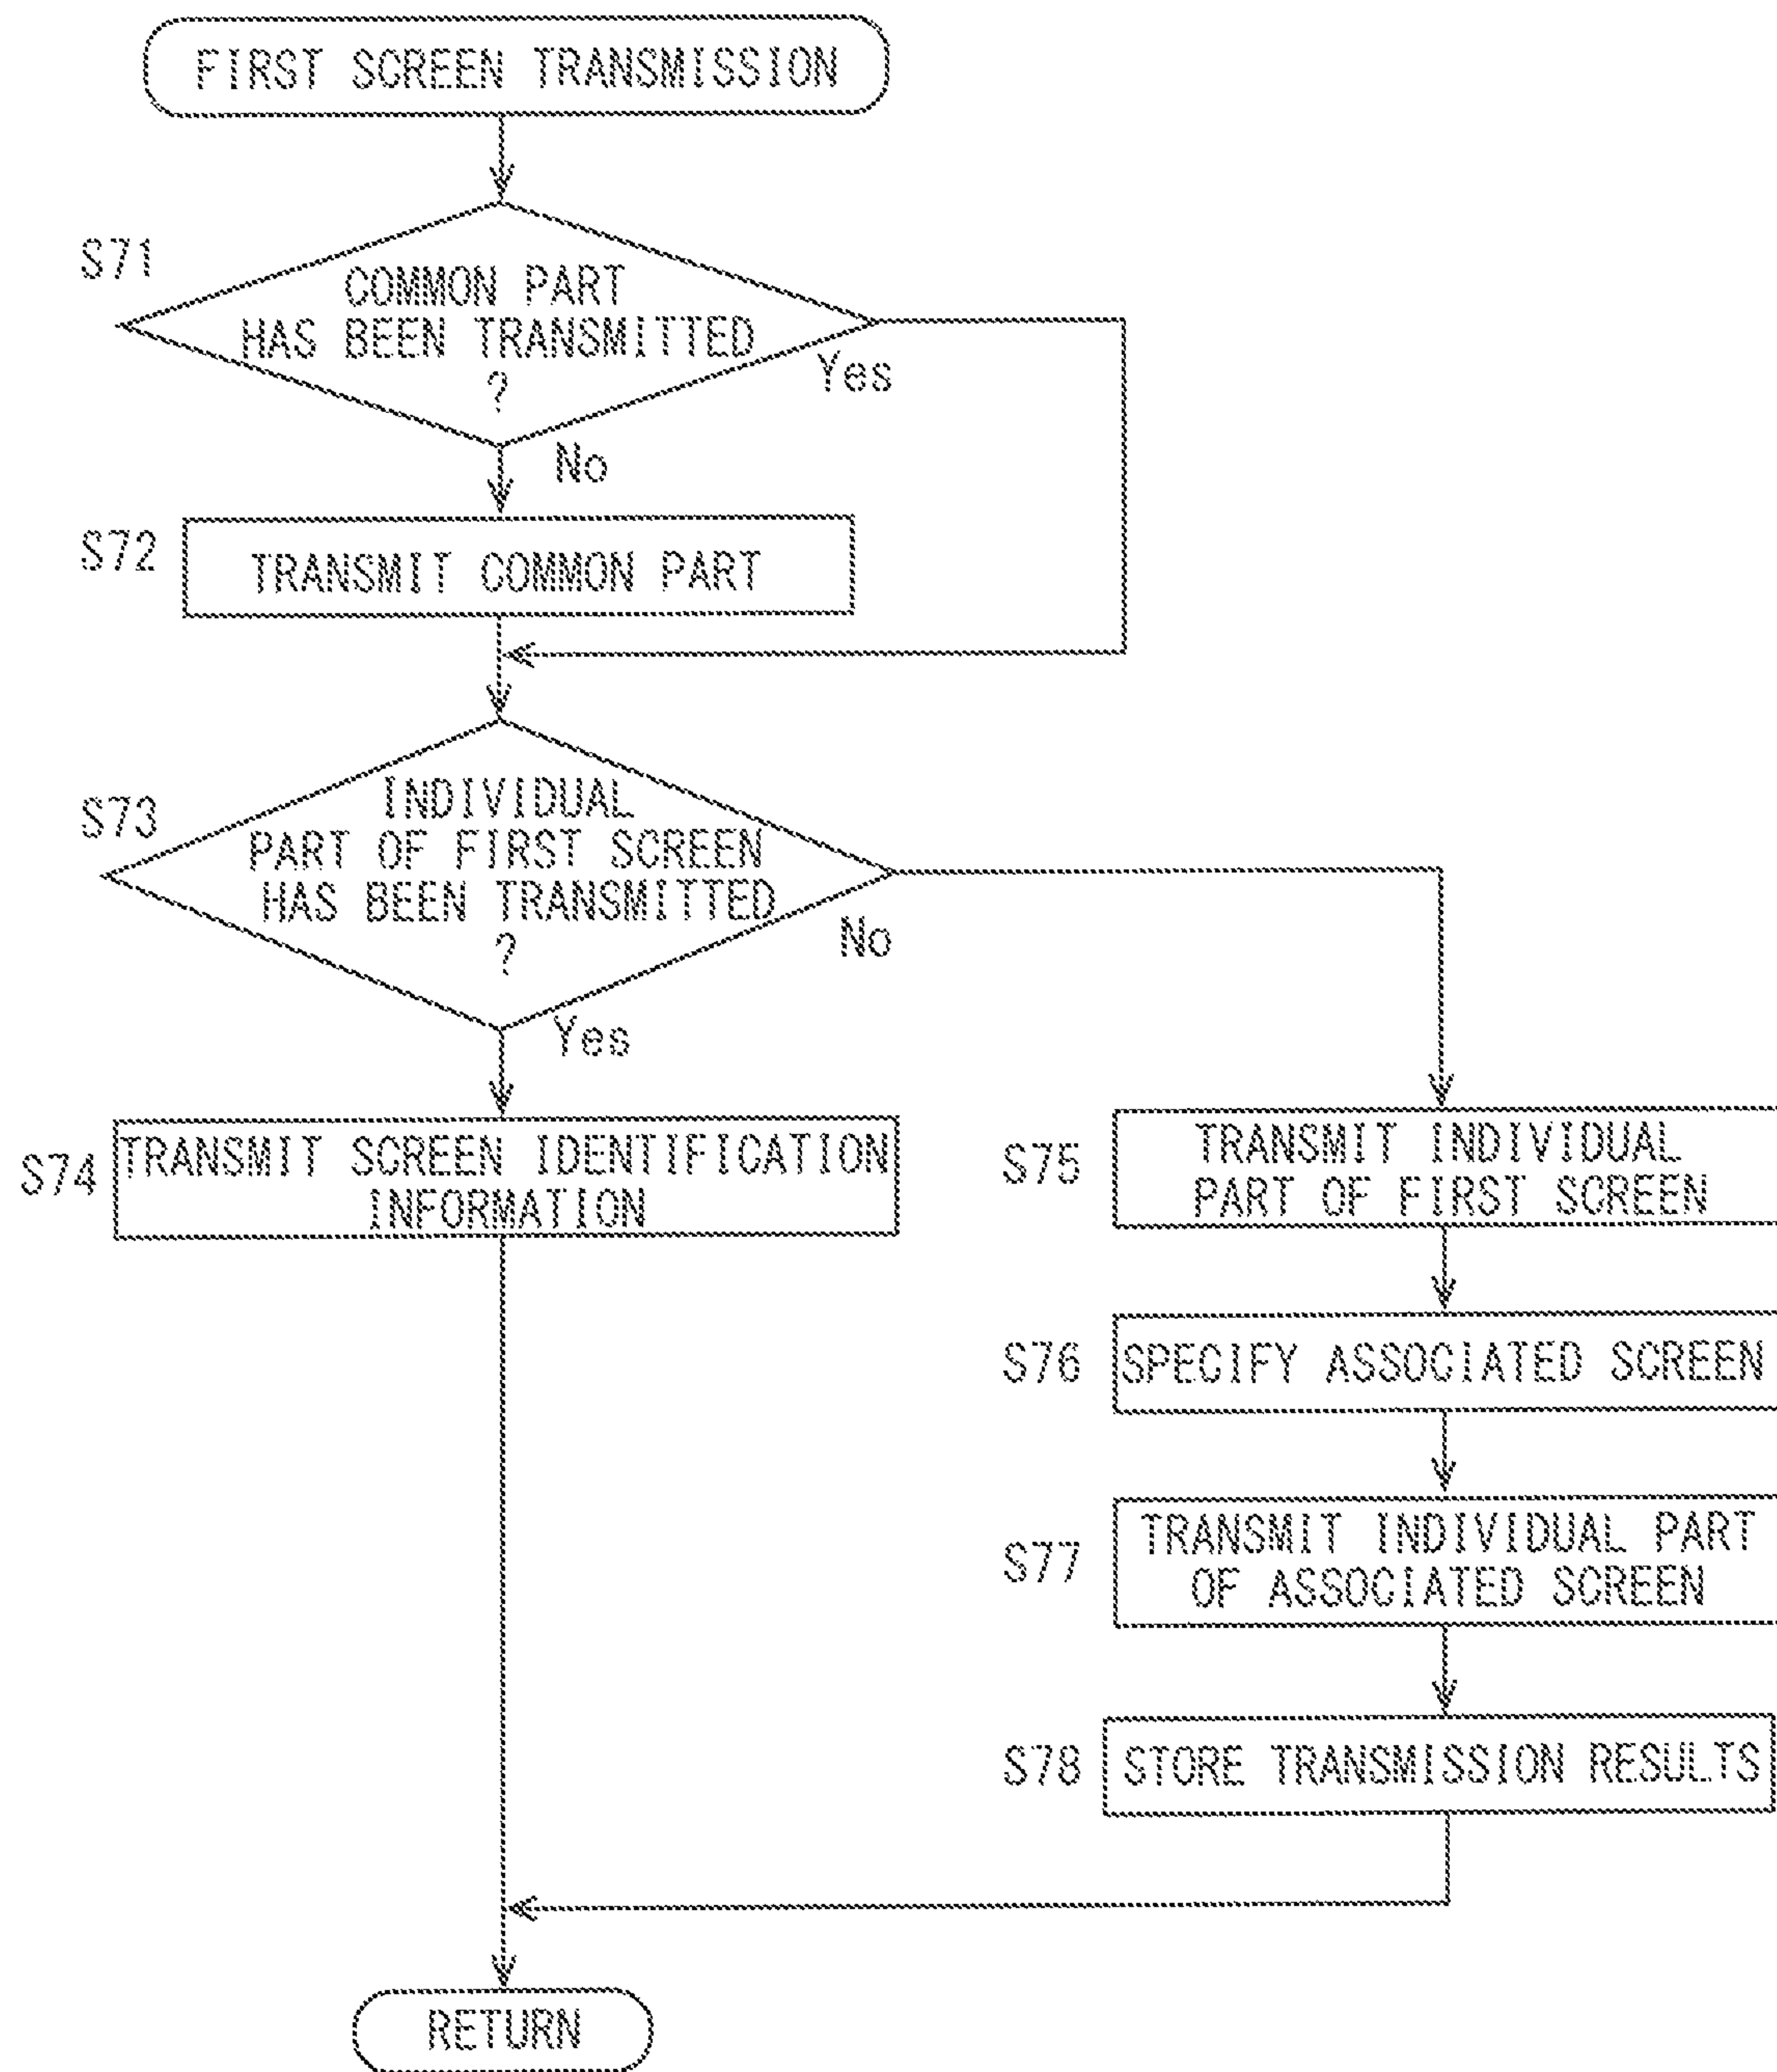 FIRST SCREEN TRANSMISSION
S71
COMMON PART
HAS BEEN TRANSMITTED
?
Yes
No
S72
TRANSMIT COMMON PART
S73
INDIVIDUAL
PART OF FIRST SCREEN
HAS BEEN TRANSMITTED
?
No
Yes
S74
TRANSMIT SCREEN IDENTIFICATION
INFORMATION
S75
TRANSMIT INDIVIDUAL
PART OF FIRST SCREEN
S76
SPECIFY ASSOCIATED SCREEN
S77
TRANSMIT INDIVIDUAL PART
OF ASSOCIATED SCREEN
S78
STORE TRANSMISSION RESULTS
RETURN